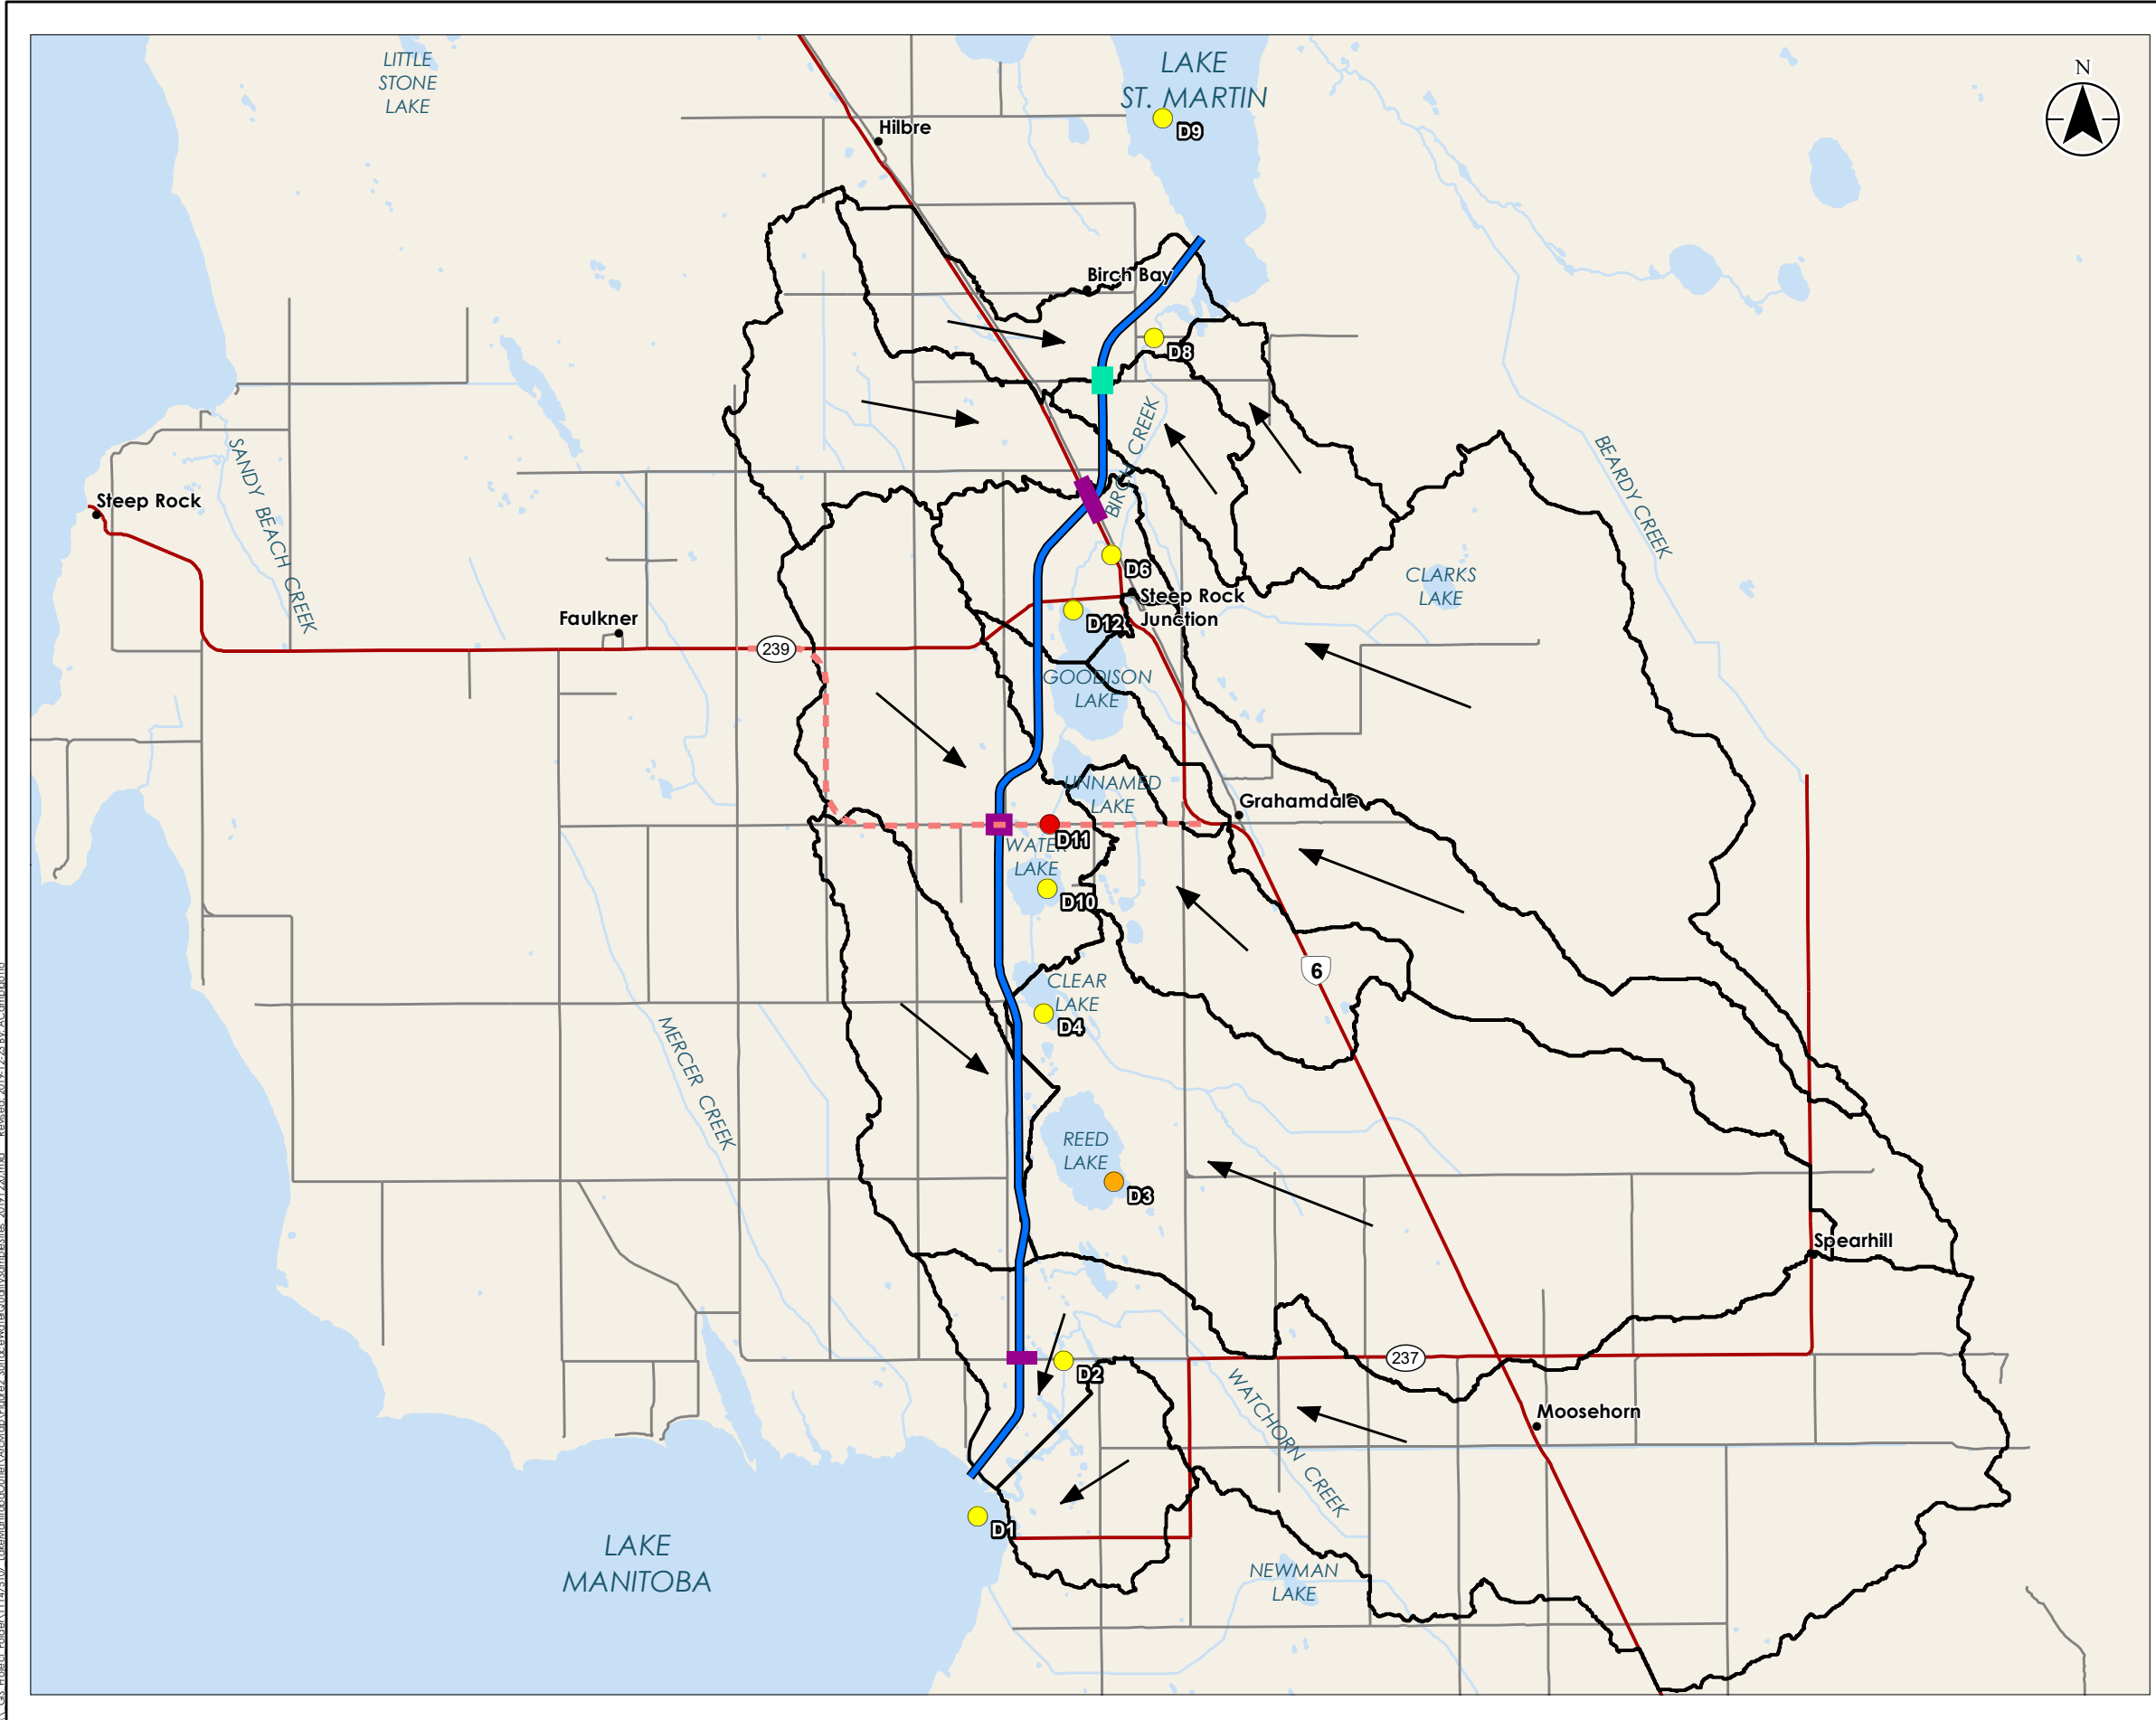 LITTLE
STONE
LAKE
LAKE
ST. MARTIN
N
D9
Hilbre
Birch Bay
D8
BIRCH CREEK
SANDY BEACH CREEK
BEARDY CREEK
Steep Rock
D6
CLARKS
LAKE
Steep Rock
Junction
D12
Faulkner
239
GOODISON
LAKE
UNNAMED
LAKE
Grahamdale
D11
WATER
LAKE
D10
6
CLEAR
LAKE
D4
MERCER CREEK
REED
LAKE
D3
Spearhill
237
D2
WATCHORN CREEK
Moosehorn
D1
LAKE
MANITOBA
NEWMAN
LAKE